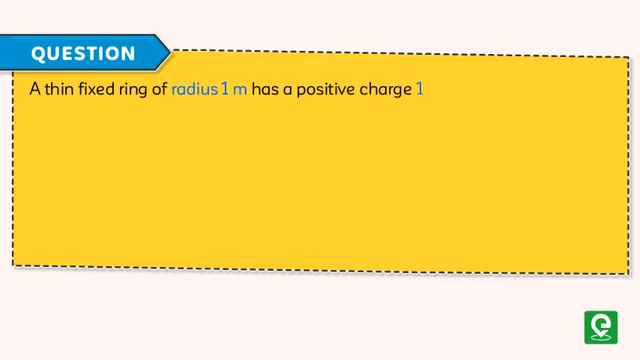 QUESTION
A thin fixed ring of radius 1 m has a positive charge 1